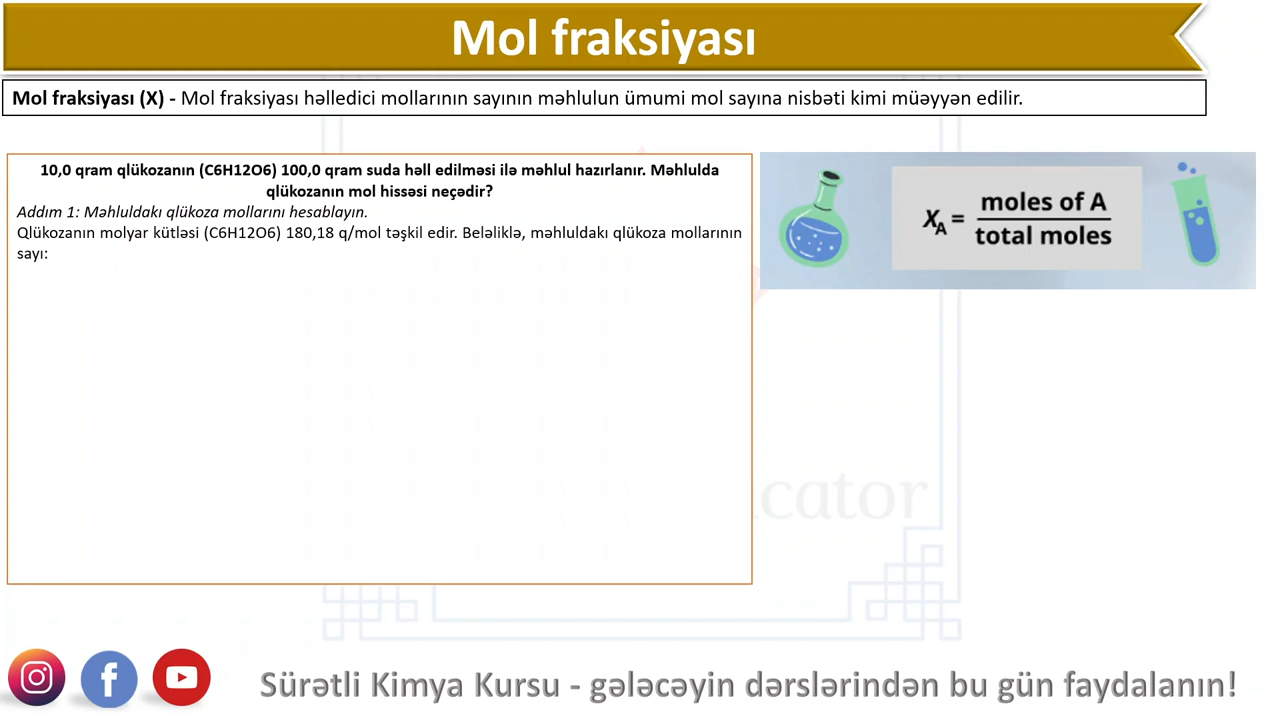 Mol fraksiyası
Mol fraksiyası (X) - Mol fraksiyası həlledici mollarının sayının məhlulun ümumi mol sayına nisbəti kimi müəyyən edilir.
10,0 qram qlükozanın (C6H12O6) 100,0 qram suda həll edilməsi ilə məhlul hazırlanır. Məhlulda
qlükozanın mol hissəsi neçədir?
Addım 1: Məhluldakı qlükoza mollarını hesablayın.
Qlükozanın molyar kütləsi (C6H12O6) 180,18 q/mol təşkil edir. Beləliklə, məhluldakı qlükoza mollarının
sayı:
X_A = moles of A
total moles
Sürətli Kimya Kursu - gələcəyin dərslərindən bu gün faydalanın!